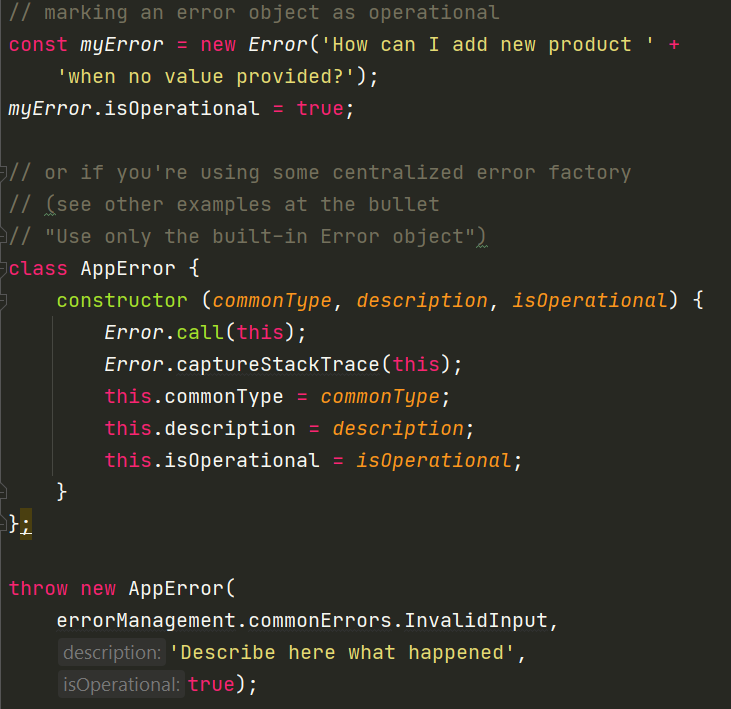 // marking an error object as operational
const myError = new Error('How can I add new product ' +
    'when no value provided?');
myError.isOperational = true;

// or if you're using some centralized error factory
// (see other examples at the bullet
// "Use only the built-in Error object")
class AppError {
    constructor (commonType, description, isOperational) {
        Error.call(this);
        Error.captureStackTrace(this);
        this.commonType = commonType;
        this.description = description;
        this.isOperational = isOperational;
    }
};

throw new AppError(
    errorManagement.commonErrors.InvalidInput,
    description: 'Describe here what happened',
    isOperational: true);